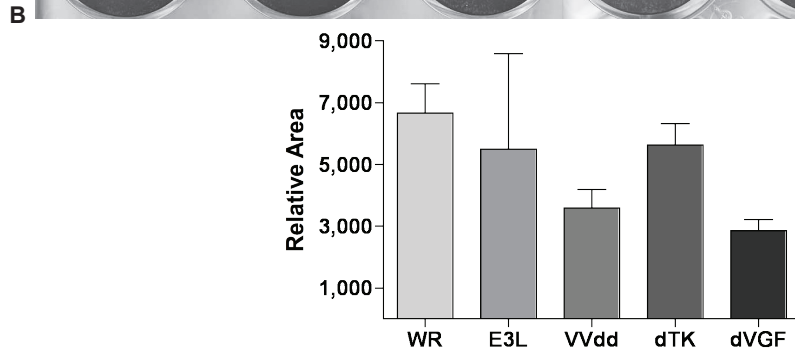 B
9,000
7,000
5,000
3,000
1,000
Relative Area
WR E3L VVdd dTK dVGF